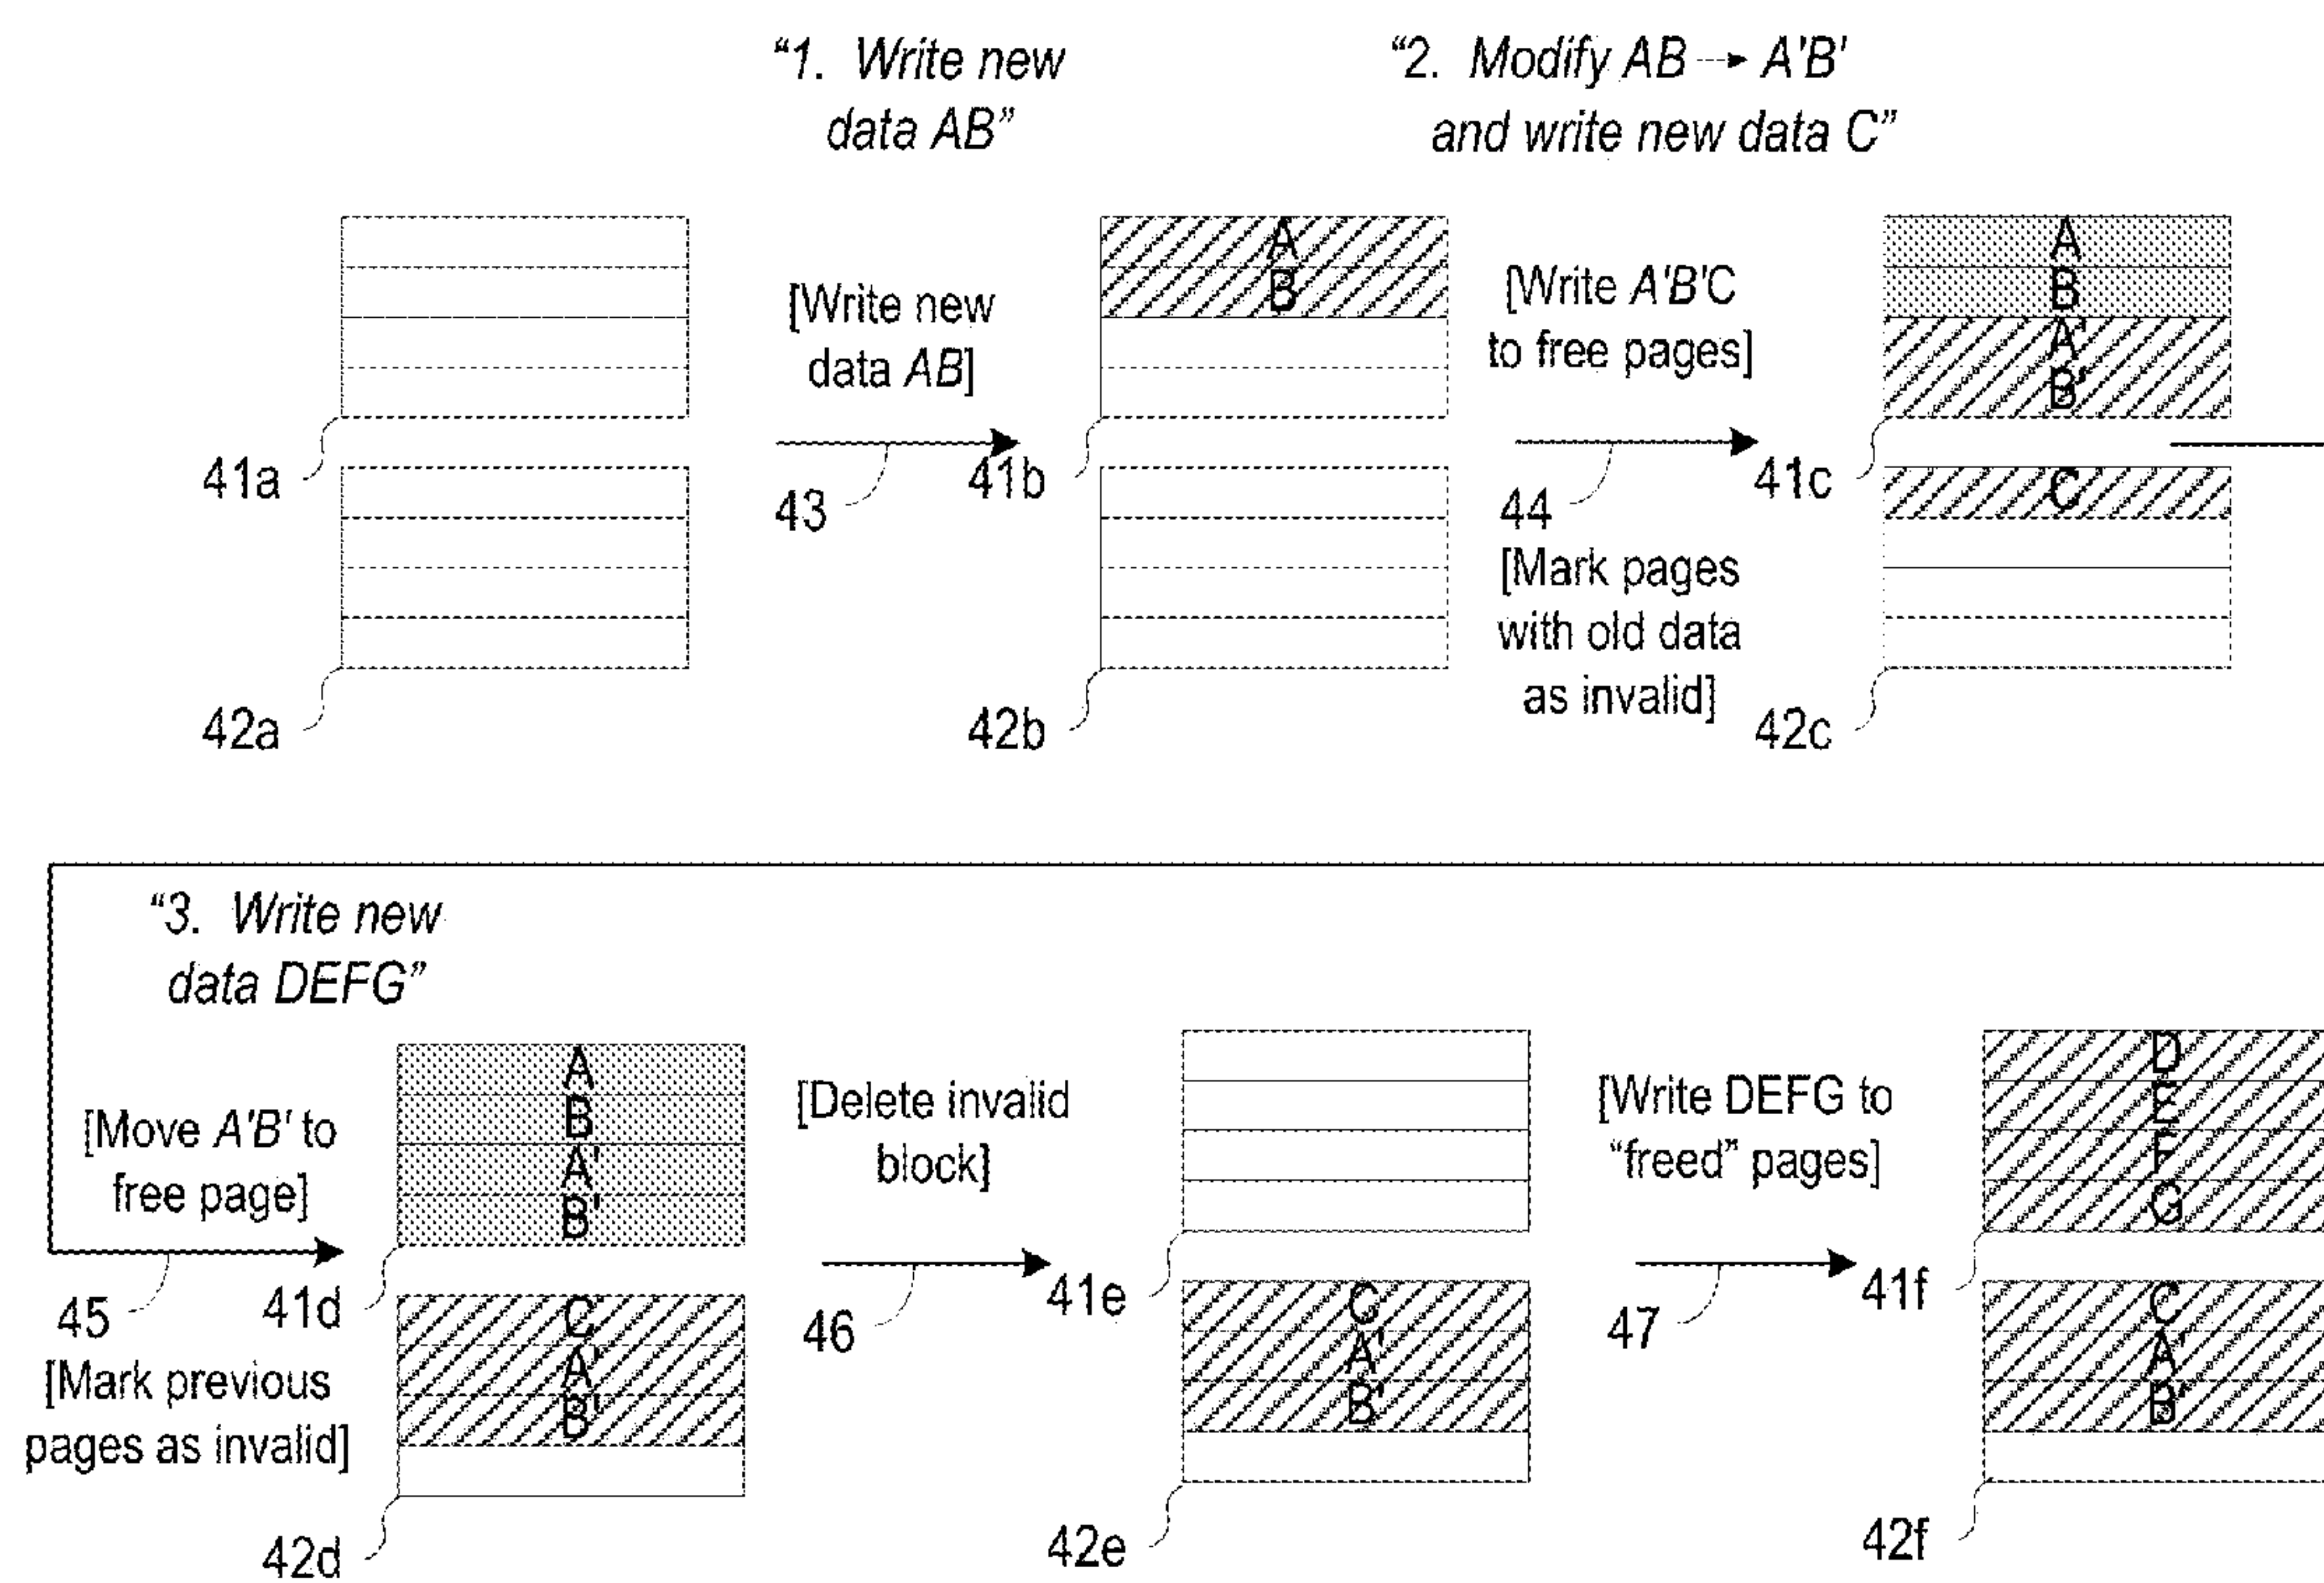 “1. Write new
data AB”
“2. Modify AB --► A'B'
and write new data C”
[Write new
data AB]
A
B
[Write A'B'C
to free pages]
A
B
A'
B'
41a
43
41b
44
41c
C
[Mark pages
with old data
as invalid]
42a
42b
42c
“3. Write new
data DEFG”
[Move A'B' to
free page]
A
B
A'
B'
[Delete invalid
block]
[Write DEFG to
“freed” pages]
D
E
F
G
45
41d
46
41e
47
41f
[Mark previous
pages as invalid]
C
A'
B'
C
A'
B'
C
A'
B'
42d
42e
42f